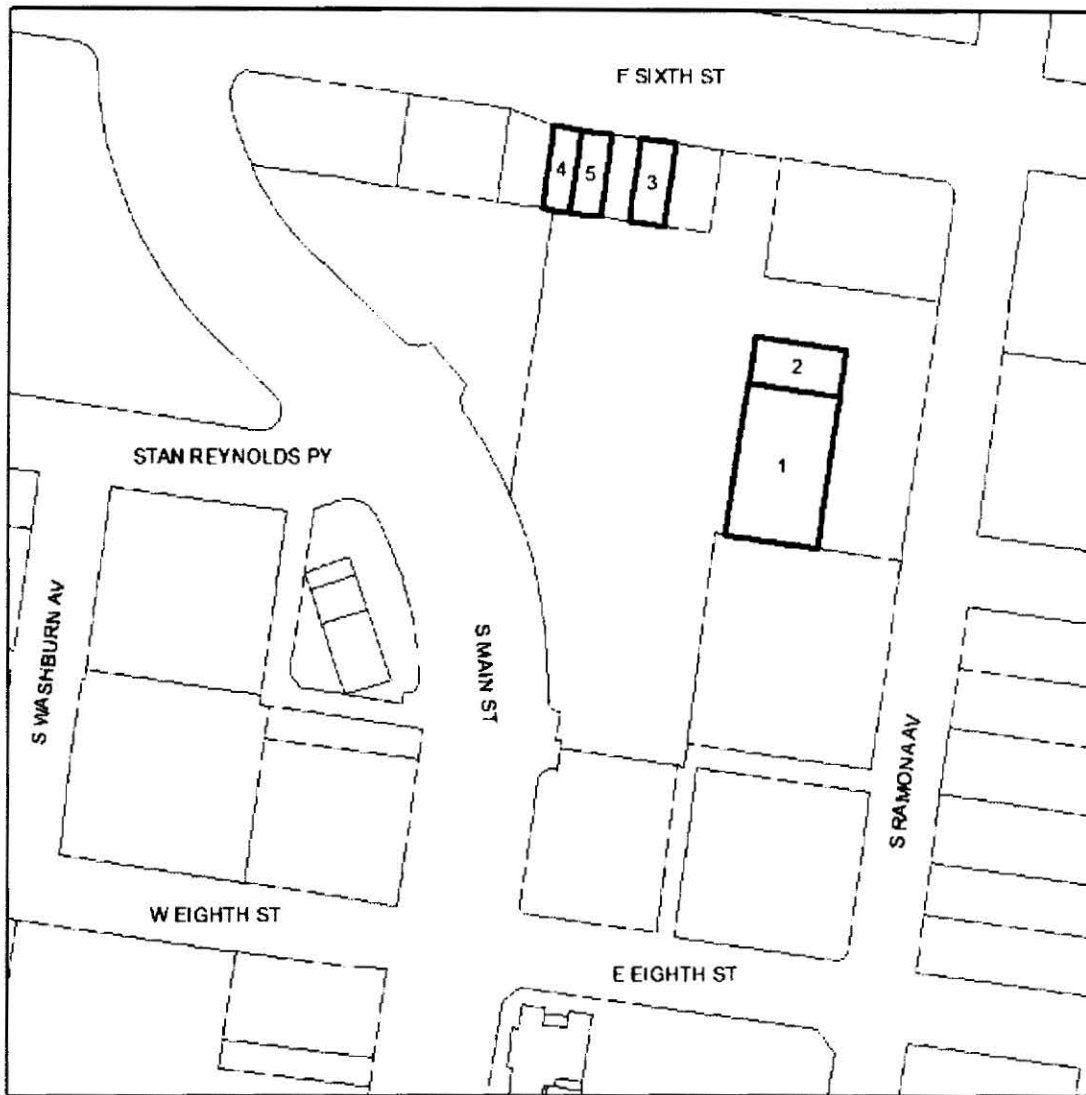 F SIXTH ST
4
5
3
2
1
STAN REYNOLDS PY
S WASHBURN AV
S MAIN ST
S RAMONA AV
W EIGHTH ST
E EIGHTH ST